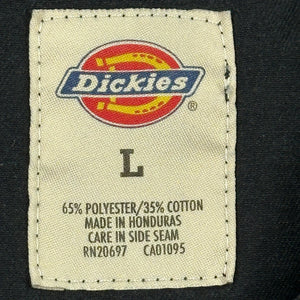 Dickies
®
L
65% POLYESTER/35% COTTON
MADE IN HONDURAS
CARE IN SIDE SEAM
RN20697 CA01095